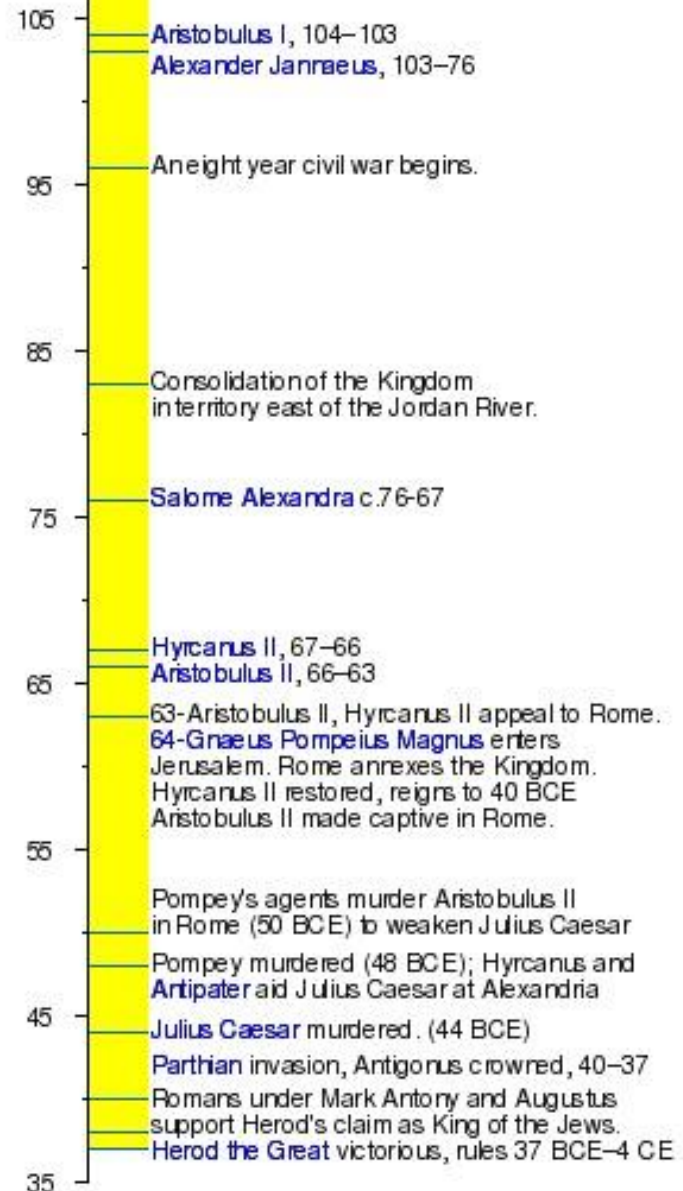 105
Aristobulus I, 104–103
Alexander Jannaeus, 103–76
An eight year civil war begins.
95
85
Consolidation of the Kingdom
in territory east of the Jordan River.
Salome Alexandra c.76-67
75
Hyrcanus II, 67–66
Aristobulus II, 66–63
65
63-Aristobulus II, Hyrcanus II appeal to Rome.
64-Gnaeus Pompeius Magnus enters
Jerusalem. Rome annexes the Kingdom.
Hyrcanus II restored, reigns to 40 BCE
Aristobulus II made captive in Rome.
55
Pompey's agents murder Aristobulus II
in Rome (50 BCE) to weaken Julius Caesar
Pompey murdered (48 BCE); Hyrcanus and
Antipater aid Julius Caesar at Alexandria
45
Julius Caesar murdered. (44 BCE)
Parthian invasion, Antigonus crowned, 40–37
Romans under Mark Antony and Augustus
support Herod's claim as King of the Jews.
Herod the Great victorious, rules 37 BCE–4 CE
35